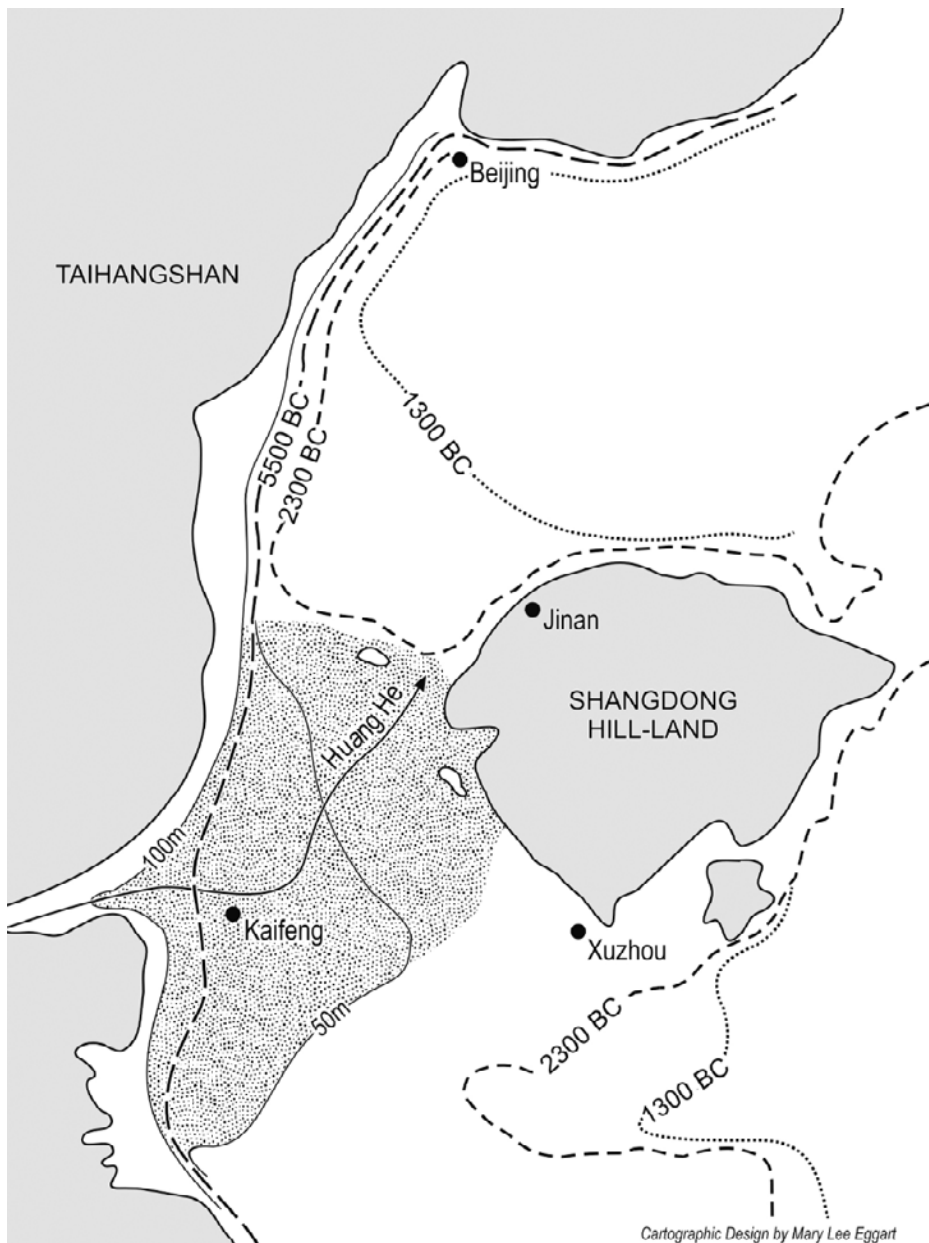 Beijing
TAIHANGSHAN
5500 BC
2300 BC
1300 BC
Jinan
SHANGDONG
HILL-LAND
Huang He
100m
Kaifeng
Xuzhou
50m
2300 BC
1300 BC
Cartographic Design by Mary Lee Eggart